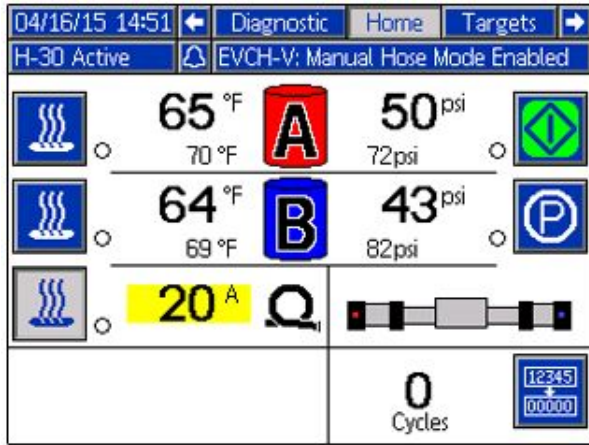 04/16/15 14:51 Diagnostic Home Targets
H-30 Active EVCH-V: Manual Hose Mode Enabled
65 °F A 50 psi
70 °F 72psi
64 °F B 43 psi P
69 °F 82psi
20 A
0 12345
Cycles 00000